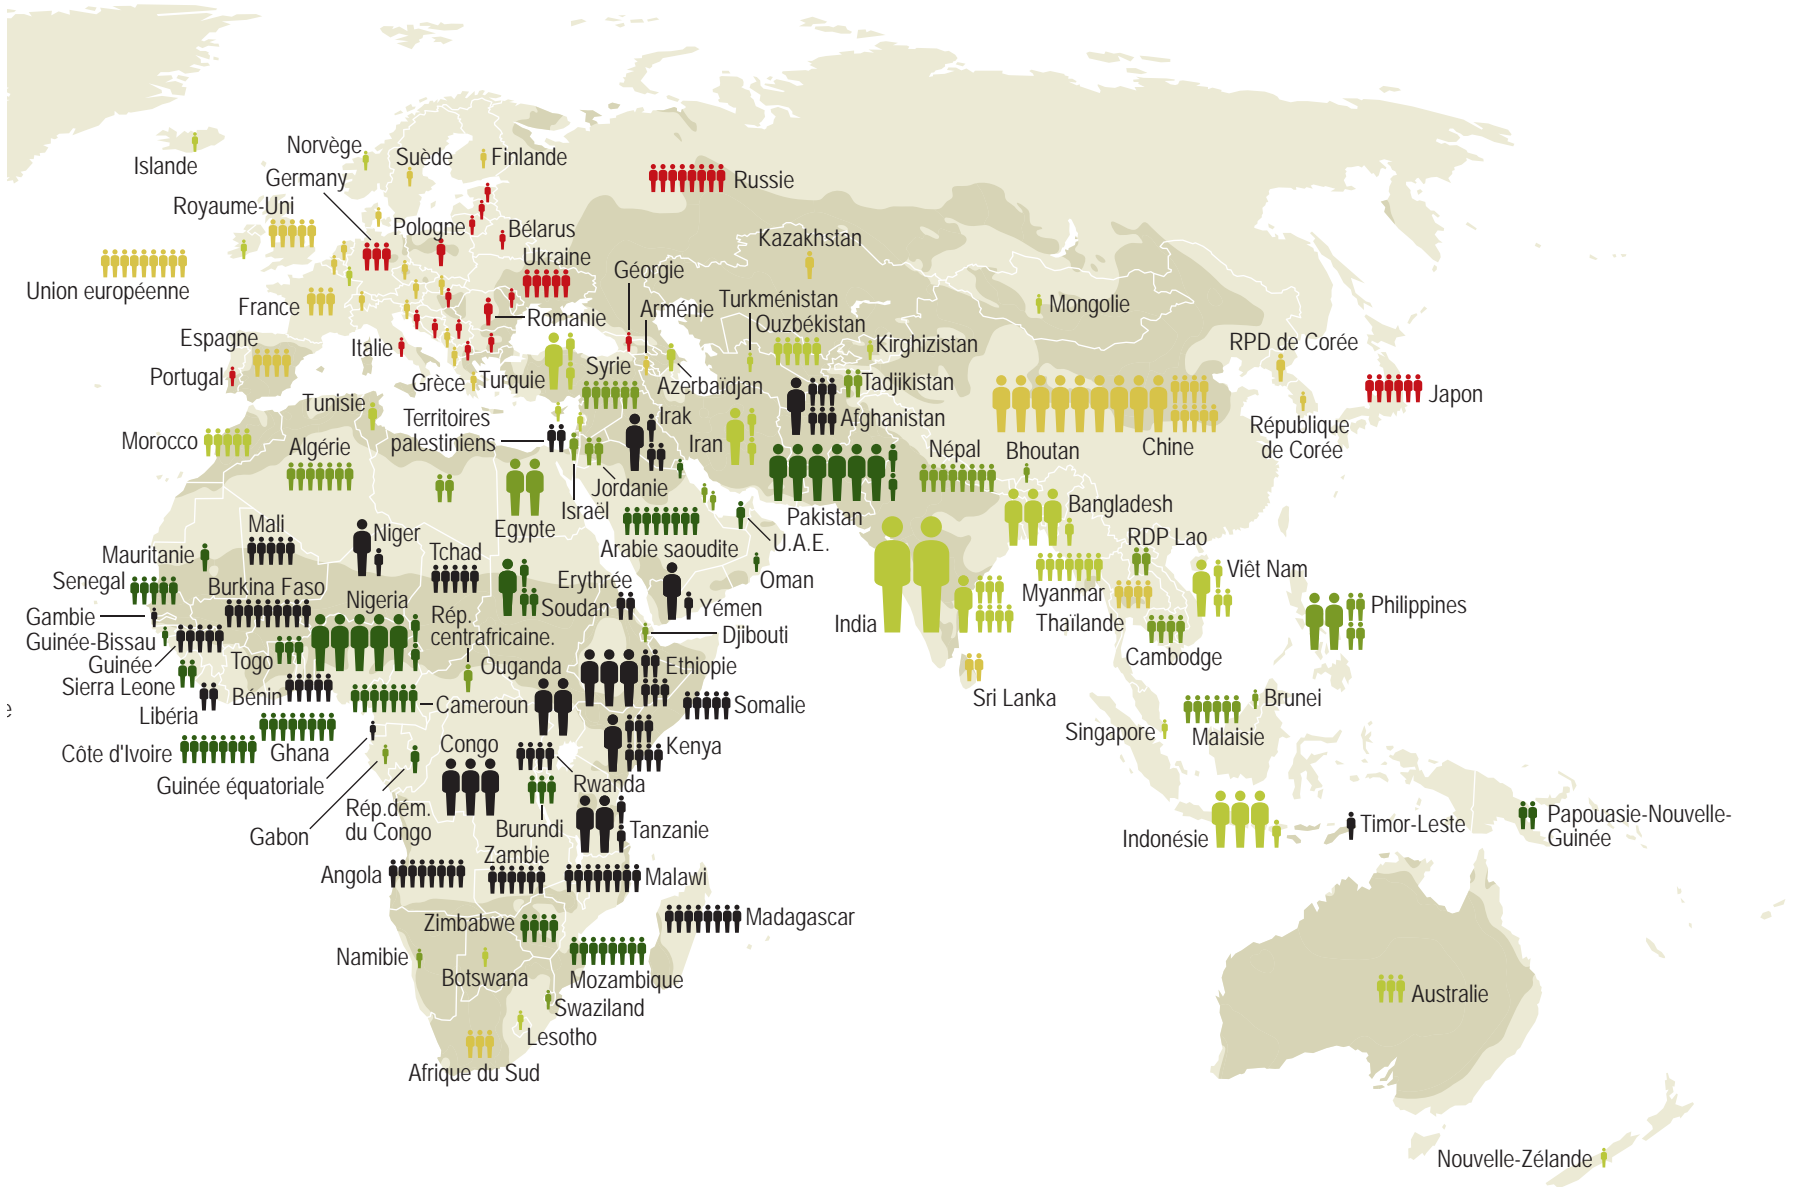 Islande
Norvège
Germany
Suède
Finlande
Royaume-Uni
Pologne
Bélarus
Ukraine
Union européenne
France
Romanie
Espagne
Portugal
Italie
Grèce
Turquie
Russie
Kazakhstan
Géorgie
Arménie
Turkménistan
Ouzbékistan
Kirghizistan
Mongolie
Azerbaïdjan
Tadjikistan
Syrie
RPD de Corée
République
de Corée
Japon
Chine
Tunisie
Morocco
Algérie
Territoires
palestiniens
Irak
Iran
Afghanistan
Népal
Bhoutan
Jordanie
Israël
Egypte
Pakistan
Bangladesh
Arabie saoudite
U.A.E.
Oman
RDP Lao
Viêt Nam
Myanmar
Thaïlande
India
Cambodge
Philippines
Sri Lanka
Brunei
Singapore
Malaisie
Mali
Niger
Tchad
Mauritanie
Senegal
Burkina Faso
Nigeria
Rép.
centrafricaine.
Soudan
Erythrée
Yémen
Djibouti
Gambie
Guinée-Bissau
Guinée
Sierra Leone
Togo
Bénin
Libéria
Ouganda
Ethiopie
Cameroun
Somalie
Côte d'Ivoire
Ghana
Congo
Kenya
Guinée équatoriale
Rwanda
Rép.dém.
du Congo
Gabon
Burundi
Tanzanie
Zambie
Angola
Malawi
Zimbabwe
Madagascar
Namibie
Botswana
Mozambique
Swaziland
Lesotho
Afrique du Sud
Indonésie
Timor-Leste
Papouasie-Nouvelle-
Guinée
Australie
Nouvelle-Zélande